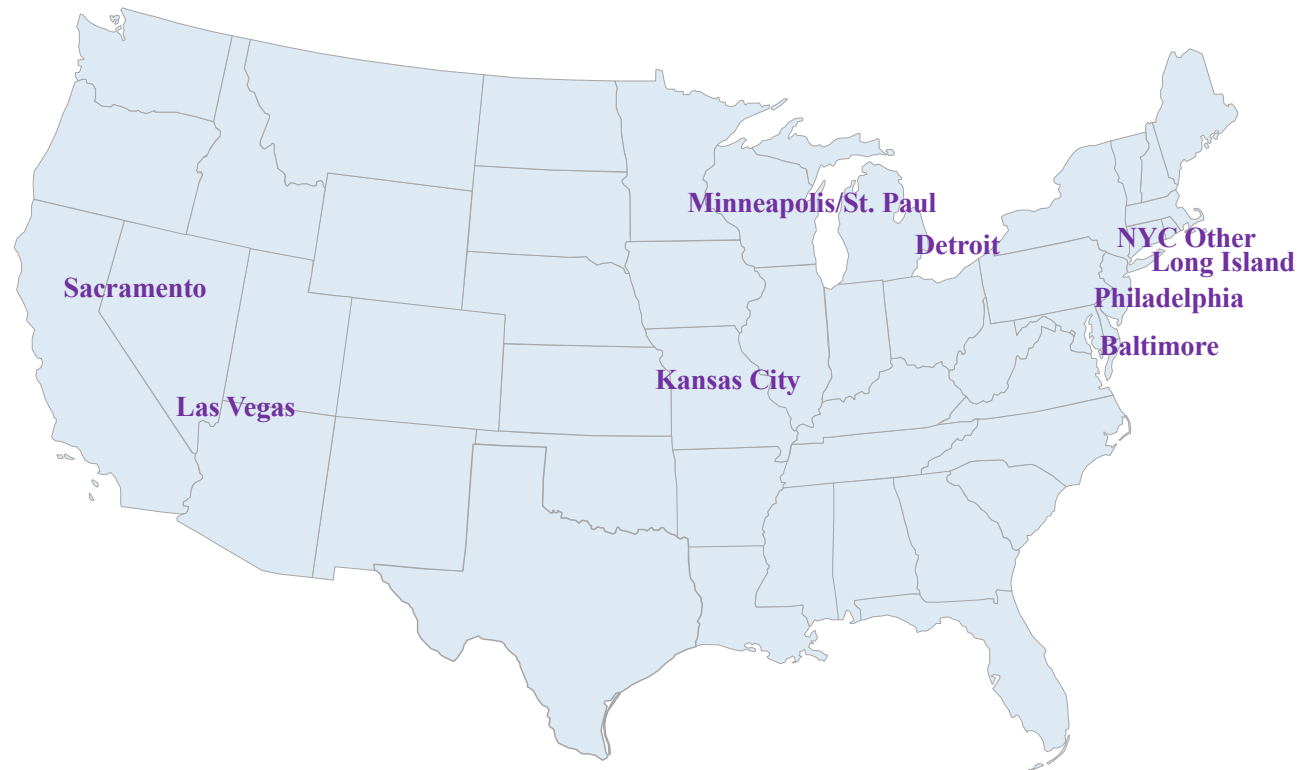 Minneapolis/St. Paul
NYC Other
Detroit
Long Island
Sacramento
Philadelphia
Baltimore
Kansas City
Las Vegas